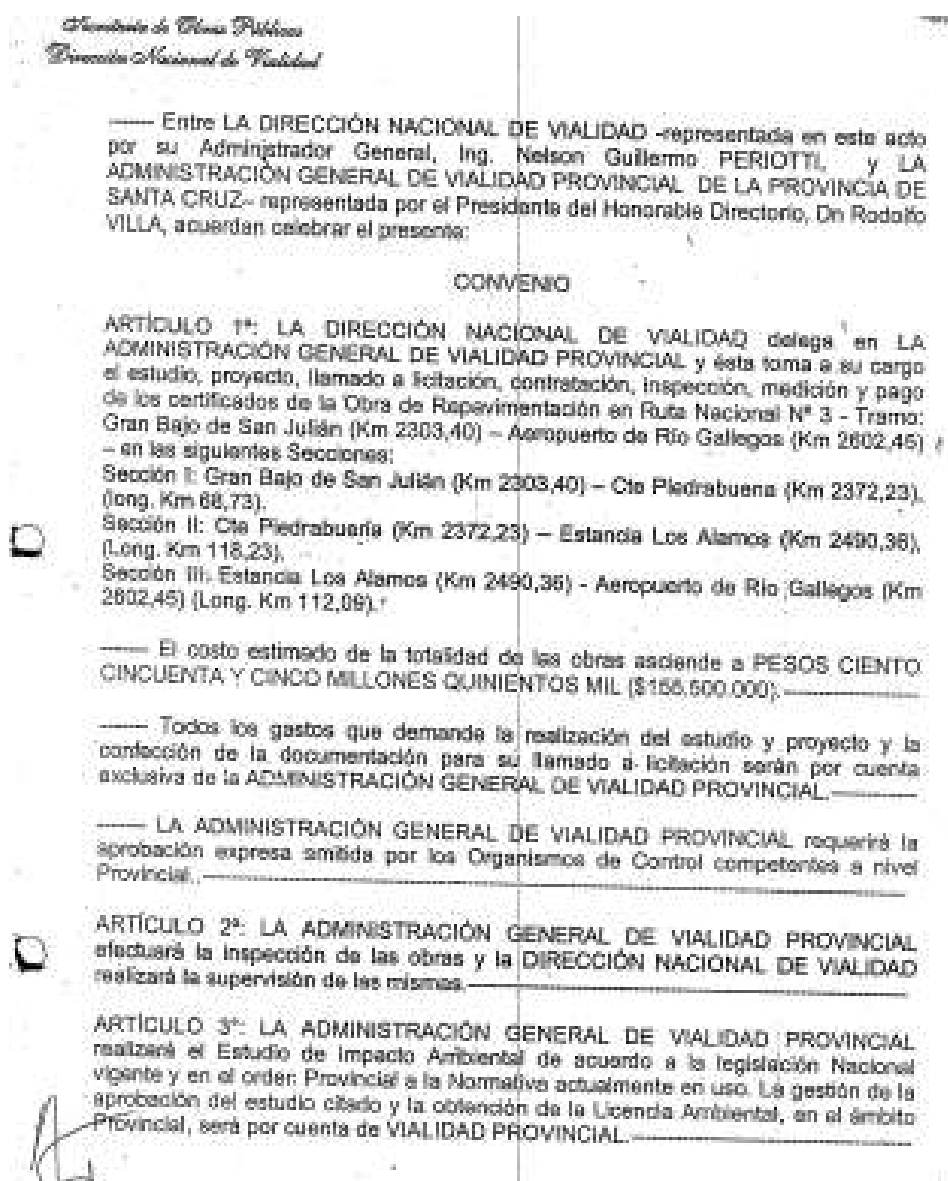 Secretaría de Obras Públicas
Dirección Nacional de Vialidad
------ Entre LA DIRECCIÓN NACIONAL DE VIALIDAD -representada en este acto
por su Administrador General, Ing. Nelson Guillermo PERIOTTI, y LA
ADMINISTRACIÓN GENERAL DE VIALIDAD PROVINCIAL DE LA PROVINCIA DE
SANTA CRUZ– representada por el Presidente del Honorable Directorio, Dn Rodolfo
VILLA, acuerdan celebrar el presente:
CONVENIO
ARTÍCULO 1º: LA DIRECCIÓN NACIONAL DE VIALIDAD delega en LA
ADMINISTRACIÓN GENERAL DE VIALIDAD PROVINCIAL y ésta toma a su cargo
el estudio, proyecto, llamado a licitación, contratación, inspección, medición y pago
de los certificados de la Obra de Repavimentación en Ruta Nacional Nº 3 - Tramo:
Gran Bajo de San Julián (Km 2303,40) – Aeropuerto de Río Gallegos (Km 2602,45)
– en las siguientes Secciones:
Sección I: Gran Bajo de San Julián (Km 2303,40) – Cte Piedrabuena (Km 2372,23),
(long. Km 68,73).
Sección II: Cte Piedrabuena (Km 2372,23) – Estancia Los Alamos (Km 2490,36),
(Long. Km 118,23),
Sección III: Estancia Los Alamos (Km 2490,36) - Aeropuerto de Río Gallegos (Km
2602,45) (Long. Km 112,09).
------ El costo estimado de la totalidad de las obras asciende a PESOS CIENTO
CINCUENTA Y CINCO MILLONES QUINIENTOS MIL ($155.500.000).------
------ Todos los gastos que demande la realización del estudio y proyecto y la
confección de la documentación para su llamado a licitación serán por cuenta
exclusiva de la ADMINISTRACIÓN GENERAL DE VIALIDAD PROVINCIAL.------
------ LA ADMINISTRACIÓN GENERAL DE VIALIDAD PROVINCIAL requerirá la
aprobación expresa emitida por los Organismos de Control competentes a nivel
Provincial..------
ARTÍCULO 2º: LA ADMINISTRACIÓN GENERAL DE VIALIDAD PROVINCIAL
efectuará la inspección de las obras y la DIRECCIÓN NACIONAL DE VIALIDAD
realizará la supervisión de las mismas.------
ARTÍCULO 3º: LA ADMINISTRACIÓN GENERAL DE VIALIDAD PROVINCIAL
realizará el Estudio de Impacto Ambiental de acuerdo a la legislación Nacional
vigente y en el orden Provincial a la Normativa actualmente en uso. La gestión de la
aprobación del estudio citado y la obtención de la Licencia Ambiental, en el ámbito
Provincial, será por cuenta de VIALIDAD PROVINCIAL.------